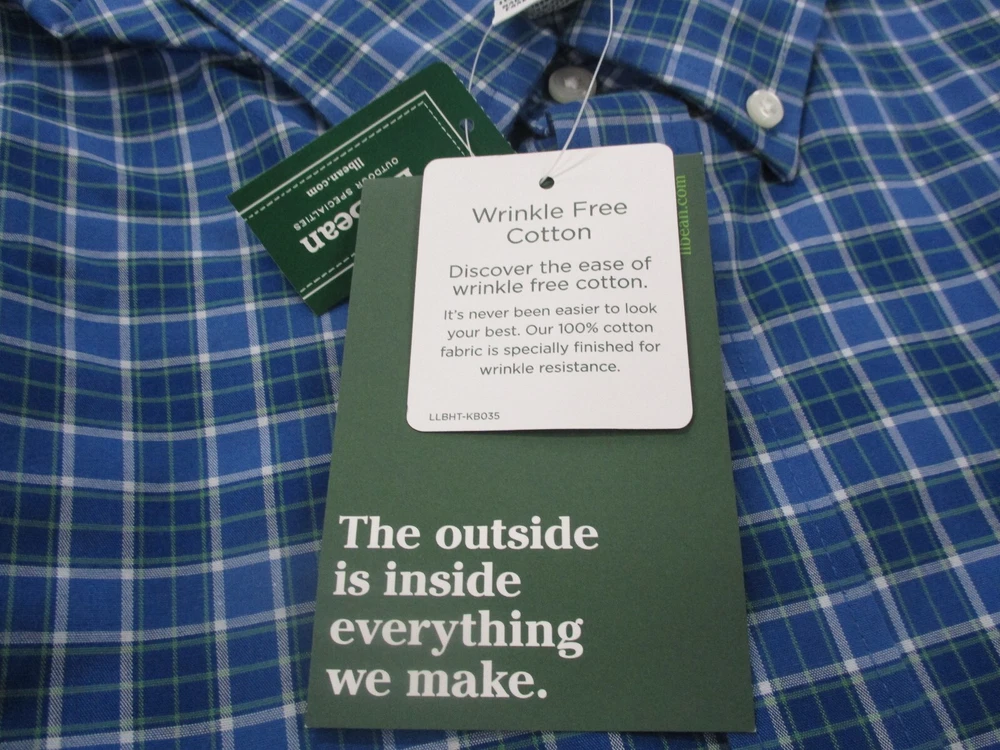 Wrinkle Free
Cotton
Discover the ease of
wrinkle free cotton.
It's never been easier to look
your best. Our 100% cotton
fabric is specially finished for
wrinkle resistance.
LLBHT-KB035
llbean.com
The outside
is inside
everything
we make.
ean
OUTDOOR SPECIALTIES
llbean.com